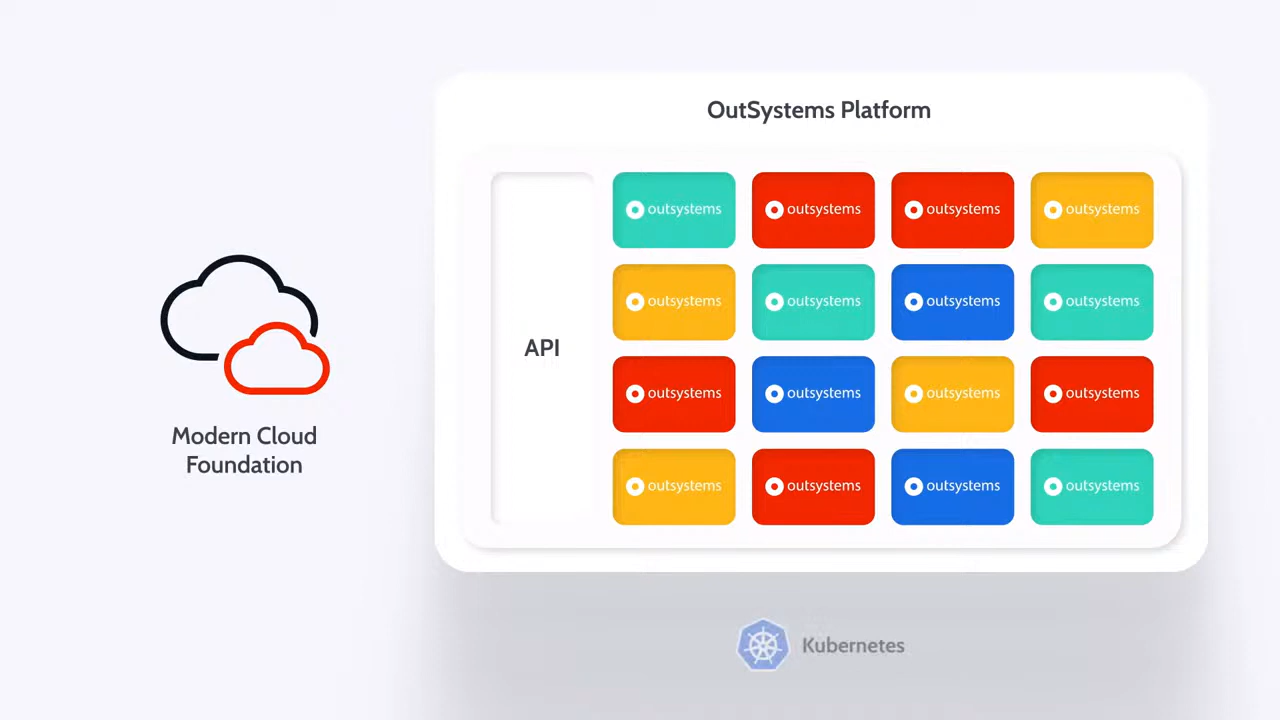 OutSystems Platform
outsystems outsystems outsystems outsystems
outsystems outsystems outsystems outsystems
API
outsystems outsystems outsystems outsystems
outsystems outsystems outsystems outsystems
Modern Cloud
Foundation
Kubernetes